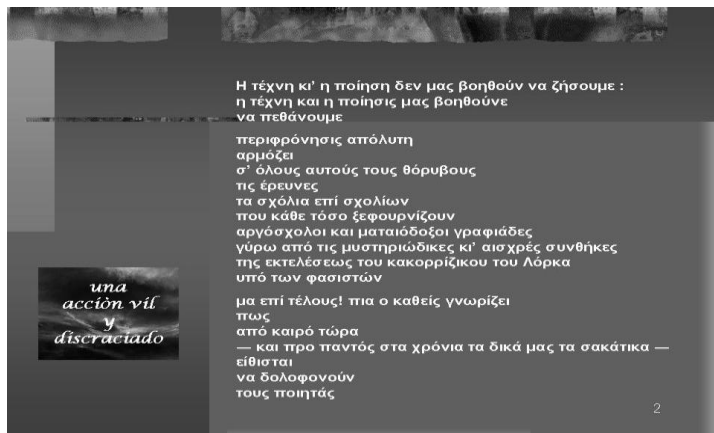 Η τέχνη κι’ η ποίηση δεν μας βοηθούν να ζήσουμε :
η τέχνη και η ποίησις μας βοηθούνε
να πεθάνουμε
περιφρόνησις απόλυτη
αρμόζει
σ’ όλους αυτούς τους θόρυβους
τις έρευνες
τα σχόλια επί σχολίων
που κάθε τόσο ξεφουρνίζουν
αργόσχολοι και ματαιόδοξοι γραφιάδες
γύρω από τις μυστηριώδικες κι’ αισχρές συνθήκες
της εκτελέσεως του κακορρίζικου του Λόρκα
υπό των φασιστών
μα επί τέλους! πια ο καθείς γνωρίζει
πως
από καιρό τώρα
— και προ παντός στα χρόνια τα δικά μας τα σακάτικα —
είθισται
να δολοφονούν
τους ποιητάς
una
acciòn vil
y
discraciado
2